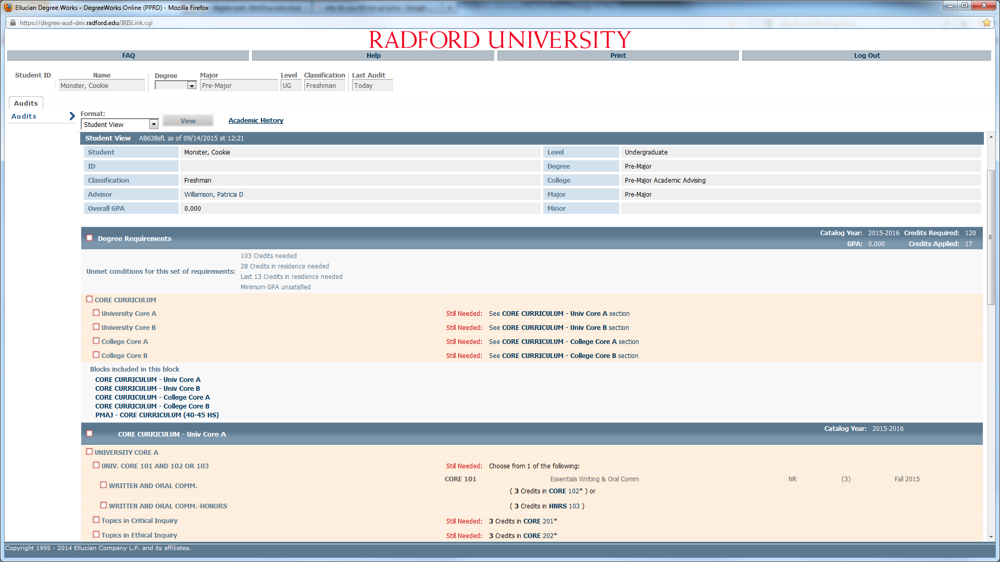 Ellucian Degree Works - DegreeWorks Online (PPRD) - Mozilla Firefox
https://degree-aud-dev.radford.edu/IRISLink.cgi
RADFORD UNIVERSITY
FAQ Help Print Log Out
Student ID Name Degree Major Level Classification Last Audit
Monster, Cookie Pre-Major UG Freshman Today
Audits
Audits
Format:
Student View View Academic History
Student View AB638sfL as of 09/14/2015 at 12:21
Student Monster, Cookie Level Undergraduate
ID Degree Pre-Major
Classification Freshman College Pre-Major Academic Advising
Advisor Williamson, Patricia D Major Pre-Major
Overall GPA 0.000 Minor
Degree Requirements Catalog Year: 2015-2016 Credits Required: 120
GPA: 0.000 Credits Applied: 17
Unmet conditions for this set of requirements:
103 Credits needed
28 Credits in residence needed
Last 13 Credits in residence needed
Minimum GPA unsatisfied
CORE CURRICULUM
University Core A Still Needed: See CORE CURRICULUM - Univ Core A section
University Core B Still Needed: See CORE CURRICULUM - Univ Core B section
College Core A Still Needed: See CORE CURRICULUM - College Core A section
College Core B Still Needed: See CORE CURRICULUM - College Core B section
Blocks included in this block
CORE CURRICULUM - Univ Core A
CORE CURRICULUM - Univ Core B
CORE CURRICULUM - College Core A
CORE CURRICULUM - College Core B
PMAJ - CORE CURRICULUM (40-45 HS)
CORE CURRICULUM - Univ Core A Catalog Year: 2015-2016
UNIVERSITY CORE A
UNIV. CORE 101 AND 102 OR 103 Still Needed: Choose from 1 of the following:
WRITTEN AND ORAL COMM. CORE 101 Essentials Writing & Oral Comm NR (3) Fall 2015
( 3 Credits in CORE 102* ) or
WRITTEN AND ORAL COMM.-HONORS ( 3 Credits in HNRS 103 )
Topics in Critical Inquiry Still Needed: 3 Credits in CORE 201*
Topics in Ethical Inquiry Still Needed: 3 Credits in CORE 202*
Copyright 1995 - 2014 Ellucian Company L.P. and its affiliates.